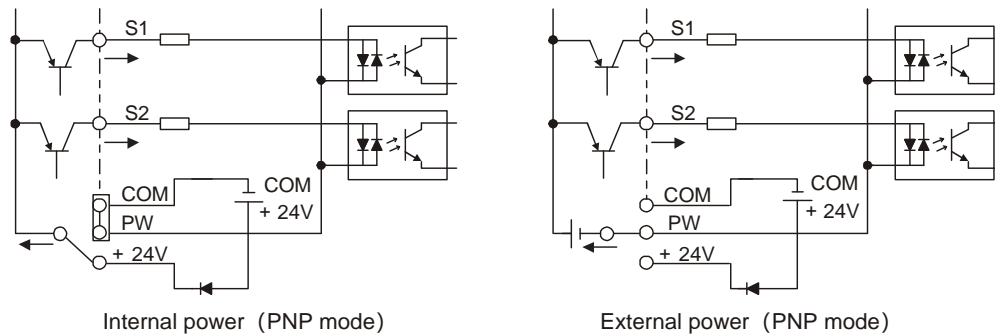 S1
S2
COM
COM
+ 24V
PW
+ 24V
Internal power (PNP mode)
S1
S2
COM
COM
+ 24V
PW
+ 24V
External power (PNP mode)